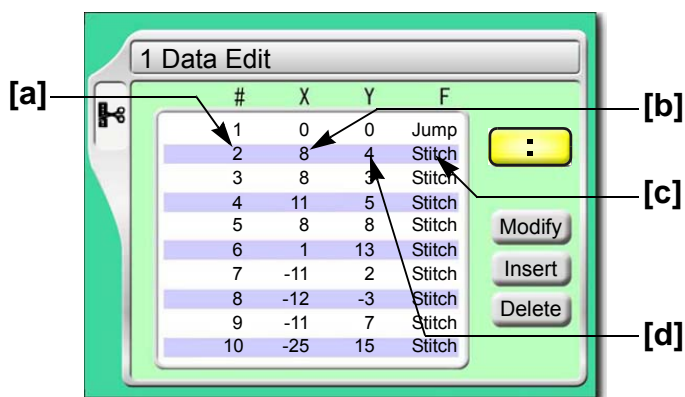 1 Data Edit
[a]
# X Y F
[b]
1 0 0 Jump
:
2 8 4 Stitch
3 8 3 Stitch
[c]
4 11 5 Stitch
5 8 8 Stitch
Modify
6 1 13 Stitch
7 -11 2 Stitch
Insert
8 -12 -3 Stitch
Delete
9 -11 7 Stitch
[d]
10 -25 15 Stitch